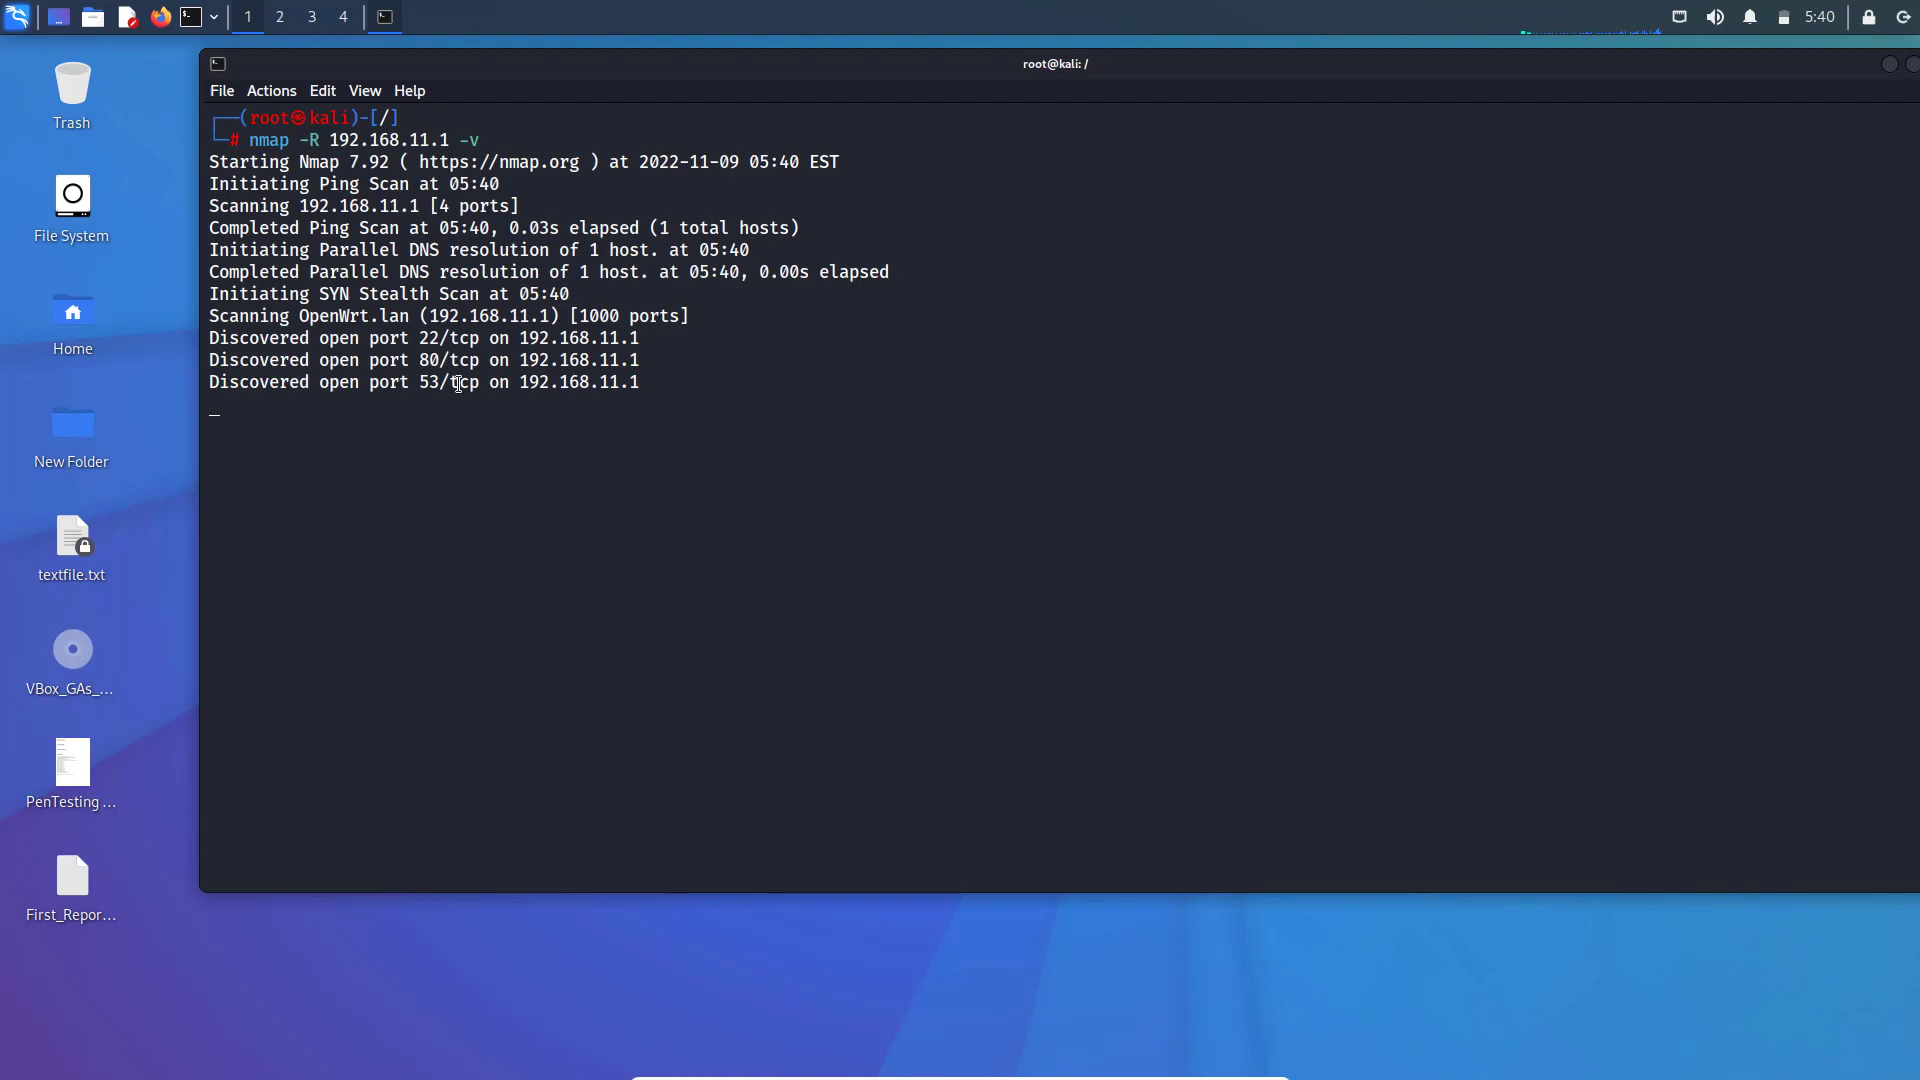 1 2 3 4 5:40
root@kali: /
File Actions Edit View Help
┌──(root㉿kali)-[/]
└─# nmap -R 192.168.11.1 -v
Starting Nmap 7.92 ( https://nmap.org ) at 2022-11-09 05:40 EST
Initiating Ping Scan at 05:40
Scanning 192.168.11.1 [4 ports]
Completed Ping Scan at 05:40, 0.03s elapsed (1 total hosts)
Initiating Parallel DNS resolution of 1 host. at 05:40
Completed Parallel DNS resolution of 1 host. at 05:40, 0.00s elapsed
Initiating SYN Stealth Scan at 05:40
Scanning OpenWrt.lan (192.168.11.1) [1000 ports]
Discovered open port 22/tcp on 192.168.11.1
Discovered open port 80/tcp on 192.168.11.1
Discovered open port 53/tcp on 192.168.11.1
Trash
File System
Home
New Folder
textfile.txt
VBox_GAs_...
PenTesting ...
First_Repor...